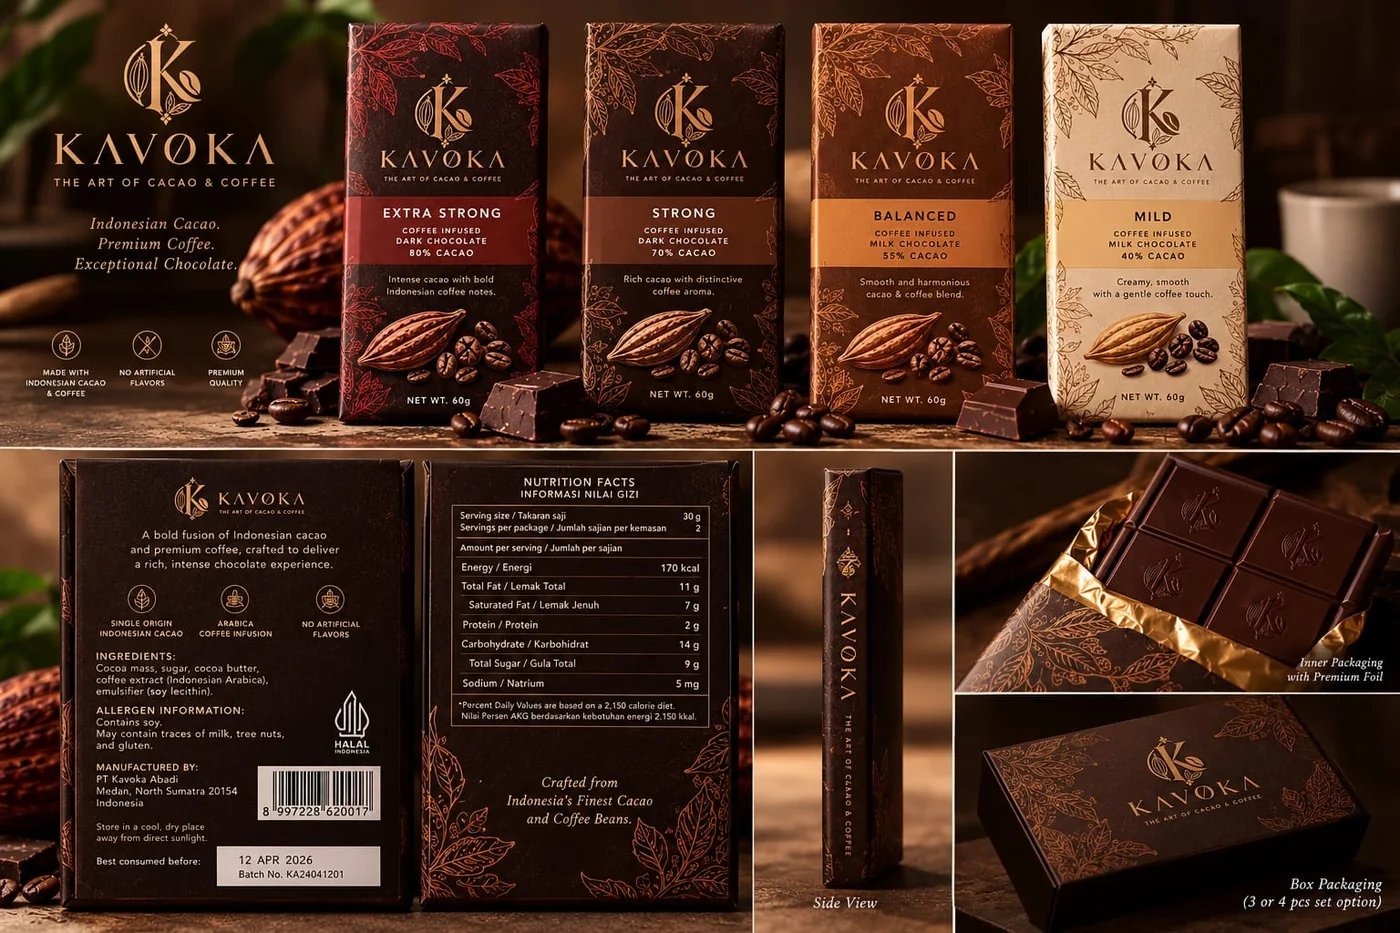 KAVOKA
THE ART OF CACAO & COFFEE
Indonesian Cacao.
Premium Coffee.
Exceptional Chocolate.
MADE WITH
INDONESIAN CACAO
& COFFEE
NO ARTIFICIAL
FLAVORS
PREMIUM
QUALITY
KAVOKA
THE ART OF CACAO & COFFEE
EXTRA STRONG
COFFEE INFUSED
DARK CHOCOLATE
80% CACAO
Intense cacao with bold
Indonesian coffee notes.
NET WT. 60g
KAVOKA
THE ART OF CACAO & COFFEE
STRONG
COFFEE INFUSED
DARK CHOCOLATE
70% CACAO
Rich cacao with distinctive
coffee aroma.
NET WT. 60g
KAVOKA
THE ART OF CACAO & COFFEE
BALANCED
COFFEE INFUSED
MILK CHOCOLATE
55% CACAO
Smooth and harmonious
cacao & coffee blend.
NET WT. 60g
KAVOKA
THE ART OF CACAO & COFFEE
MILD
COFFEE INFUSED
MILK CHOCOLATE
40% CACAO
Creamy, smooth
with a gentle coffee touch.
NET WT. 60g
KAVOKA
THE ART OF CACAO & COFFEE
A bold fusion of Indonesian cacao
and premium coffee, crafted to deliver
a rich, intense chocolate experience.
SINGLE ORIGIN
INDONESIAN CACAO
ARABICA
COFFEE INFUSION
NO ARTIFICIAL
FLAVORS
INGREDIENTS:
Cocoa mass, sugar, cocoa butter,
coffee extract (Indonesian Arabica),
emulsifier (soy lecithin).
ALLERGEN INFORMATION:
Contains soy.
May contain traces of milk, tree nuts,
and gluten.
HALAL
INDONESIA
MANUFACTURED BY:
PT Kavoka Abadi
Medan, North Sumatra 20154
Indonesia
8 997228 620017
Store in a cool, dry place
away from direct sunlight.
Best consumed before:
12 APR 2026
Batch No. KA24041201
NUTRITION FACTS
INFORMASI NILAI GIZI
Serving size / Takaran saji 30 g
Servings per package / Jumlah sajian per kemasan 2
Amount per serving / Jumlah per sajian
Energy / Energi 170 kcal
Total Fat / Lemak Total 11 g
Saturated Fat / Lemak Jenuh 7 g
Protein / Protein 2 g
Carbohydrate / Karbohidrat 14 g
Total Sugar / Gula Total 9 g
Sodium / Natrium 5 mg
*Percent Daily Values are based on a 2,150 calorie diet.
Nilai Persen AKG berdasarkan kebotuhan energi 2.150 kkal.
Crafted from
Indonesia's Finest Cacao
and Coffee Beans.
KAVOKA
THE ART OF CACAO & COFFEE
Side View
Inner Packaging
with Premium Foil
KAVOKA
THE ART OF CACAO & COFFEE
Box Packaging
(3 or 4 pcs set option)